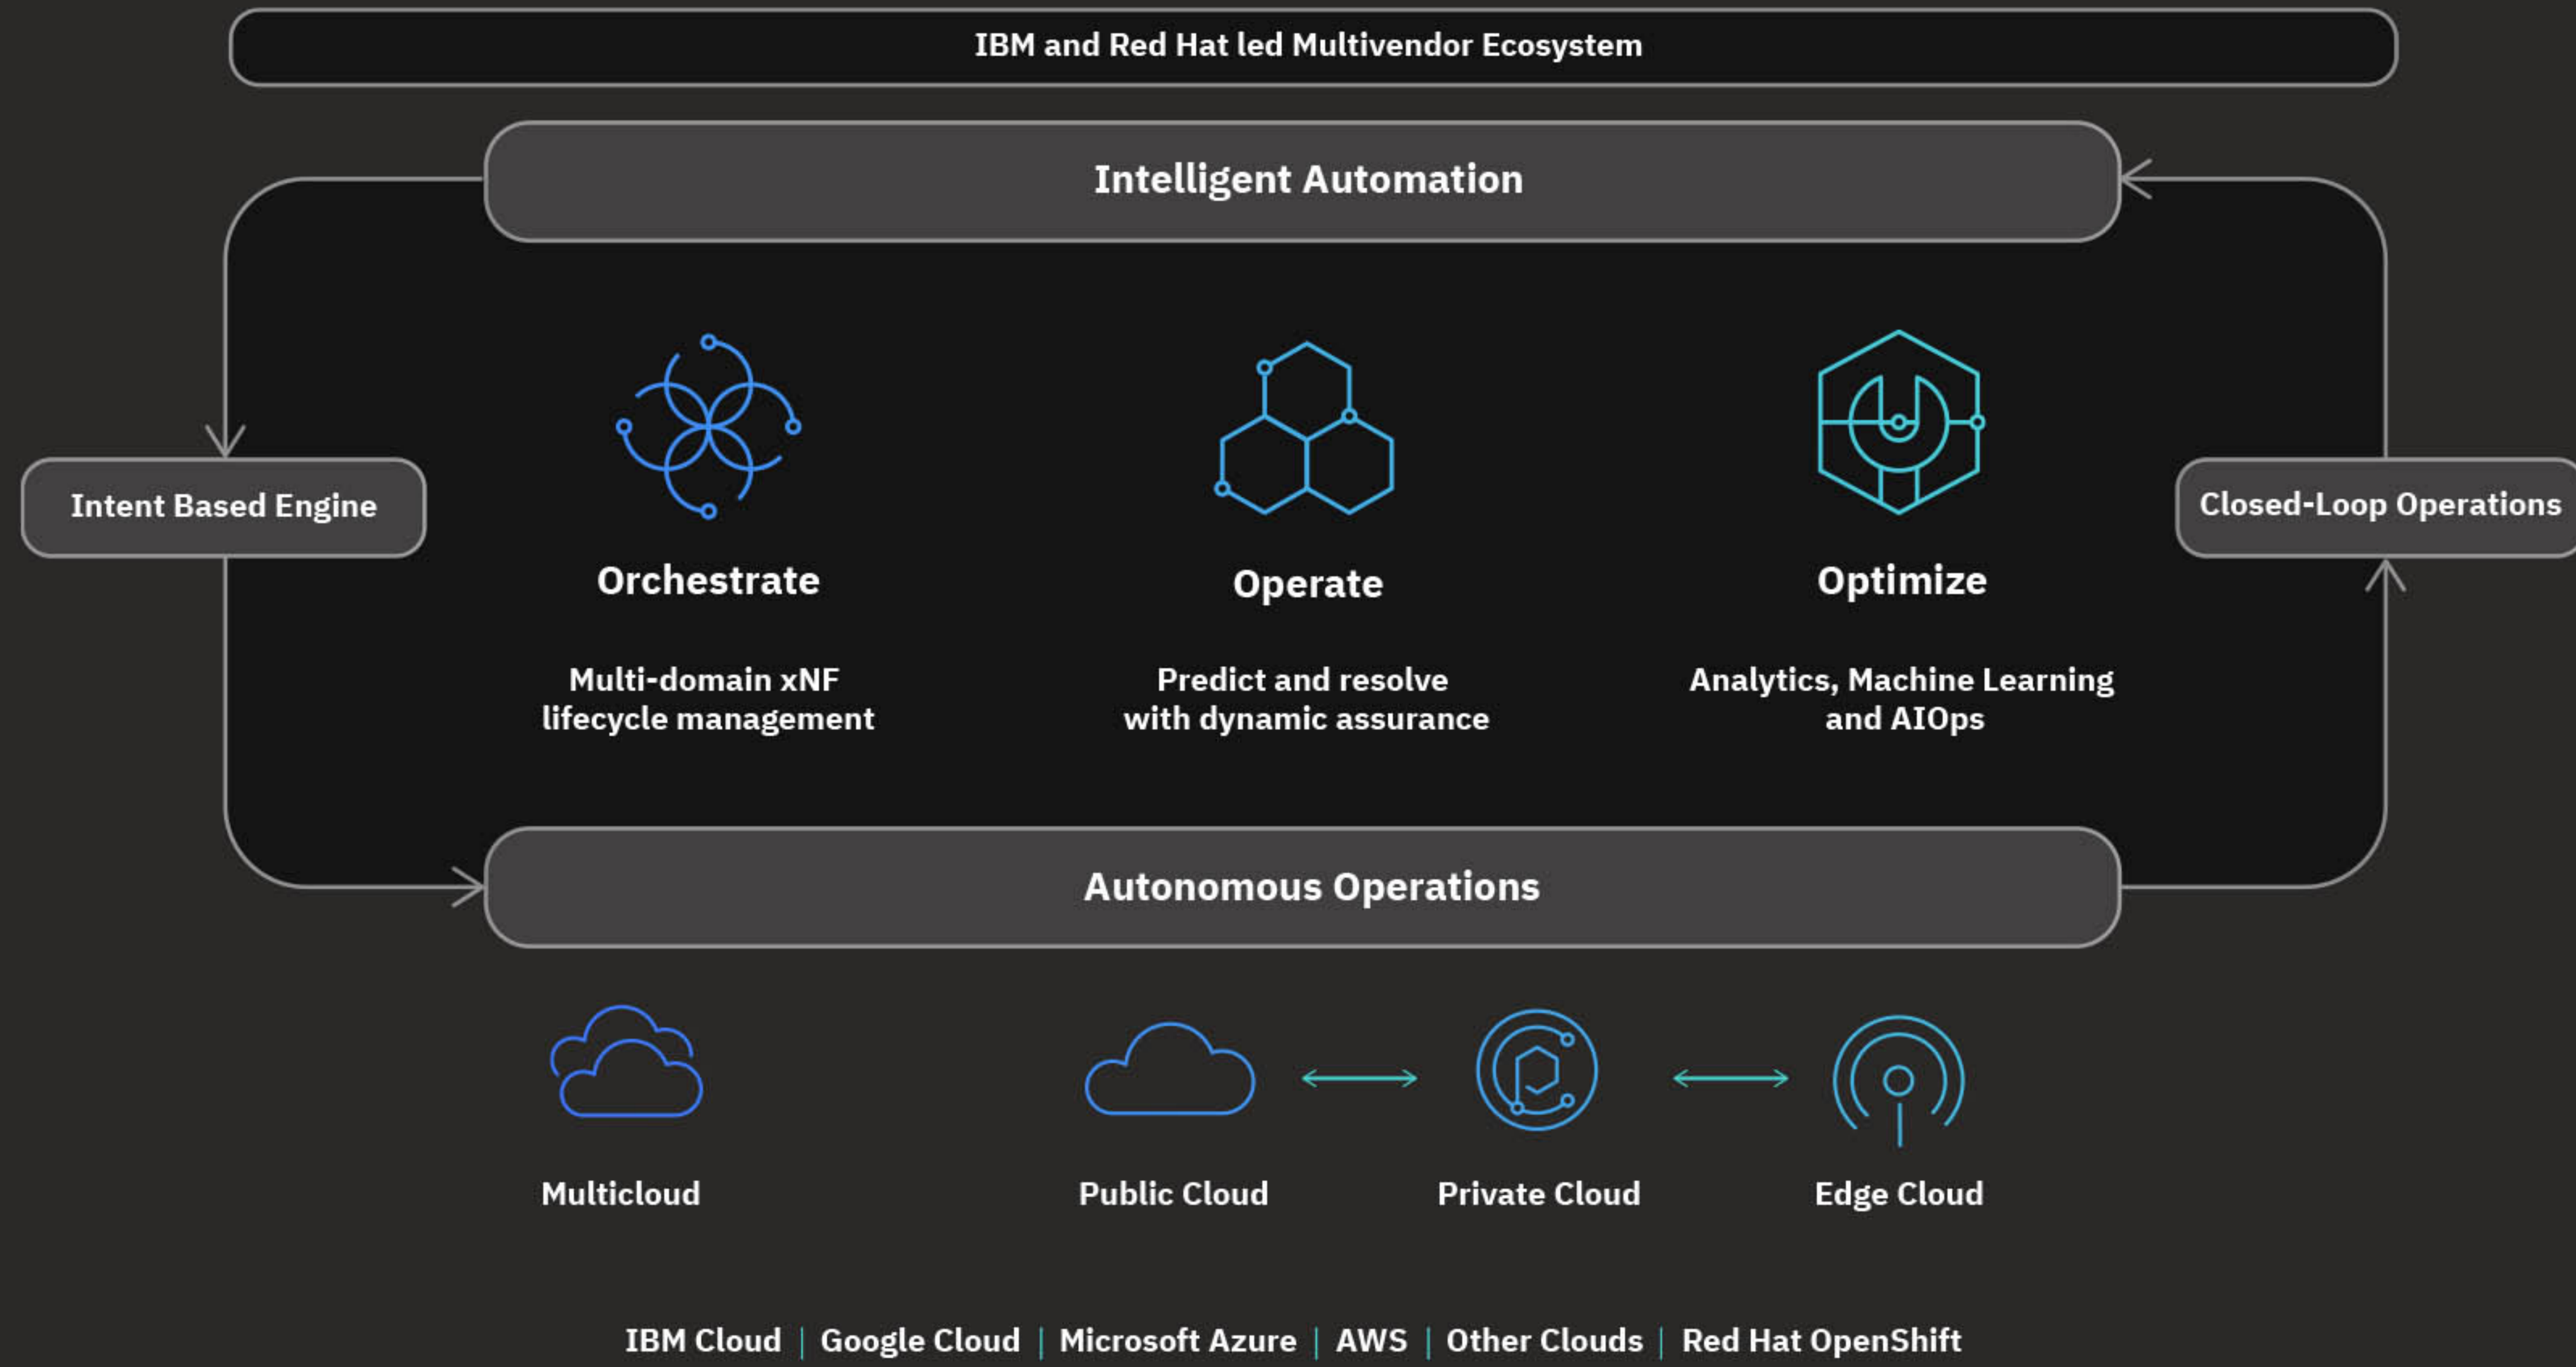 IBM and Red Hat led Multivendor Ecosystem
Intelligent Automation
Intent Based Engine
Closed-Loop Operations
Orchestrate
Multi-domain xNF
lifecycle management
Operate
Predict and resolve
with dynamic assurance
Optimize
Analytics, Machine Learning
and AIOps
Autonomous Operations
Multicloud
Public Cloud
Private Cloud
Edge Cloud
IBM Cloud | Google Cloud | Microsoft Azure | AWS | Other Clouds | Red Hat OpenShift